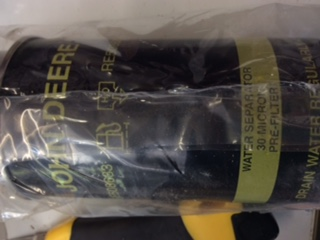 JOHN DEERE
WATER SEPARATOR
30 MICRON
PRE-FILTER
DRAIN WATER REGULARLY